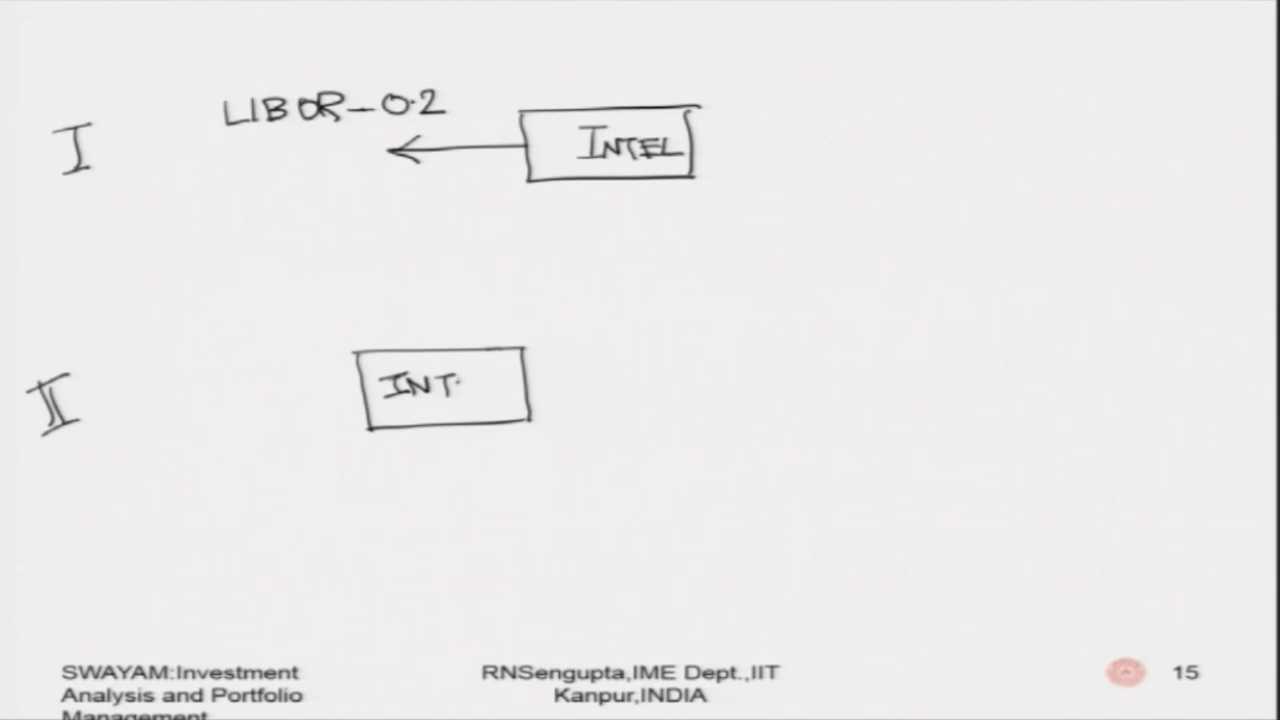 I
LIBOR-0.2
INTEL
II
INT
SWAYAM:Investment
Analysis and Portfolio
Management
RNSengupta,IME Dept.,IIT
Kanpur,INDIA
15